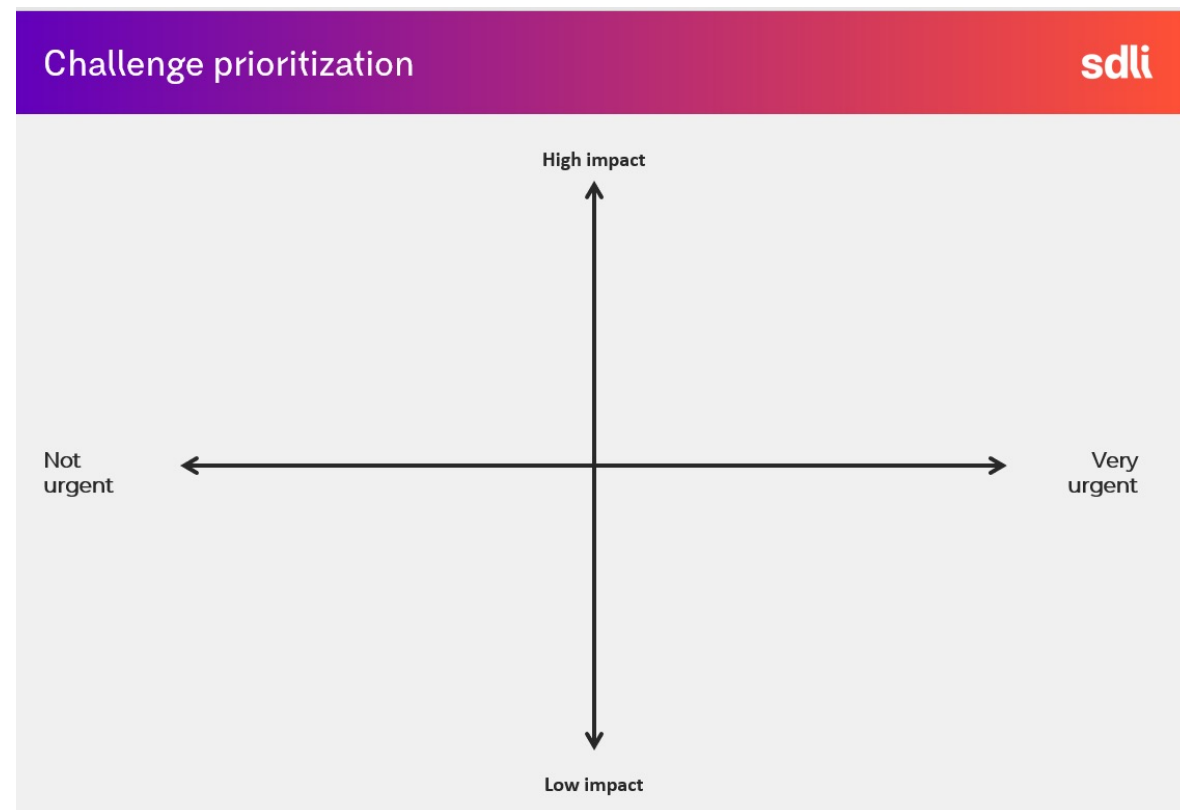 Challenge prioritization
sdli
High impact
Not
urgent
Very
urgent
Low impact